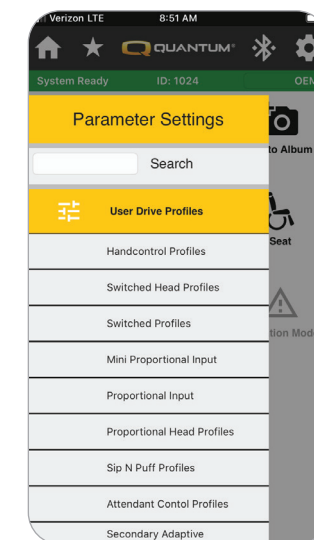 Verizon LTE 8:51 AM
QUANTUM®
System Ready ID: 1024 OEM
Parameter Settings
to Album
Search
User Drive Profiles
Handcontrol Profiles
Seat
Switched Head Profiles
Switched Profiles
tion Mod
Mini Proportional Input
Proportional Input
Proportional Head Profiles
Sip N Puff Profiles
Attendant Contol Profiles
Secondary Adaptive